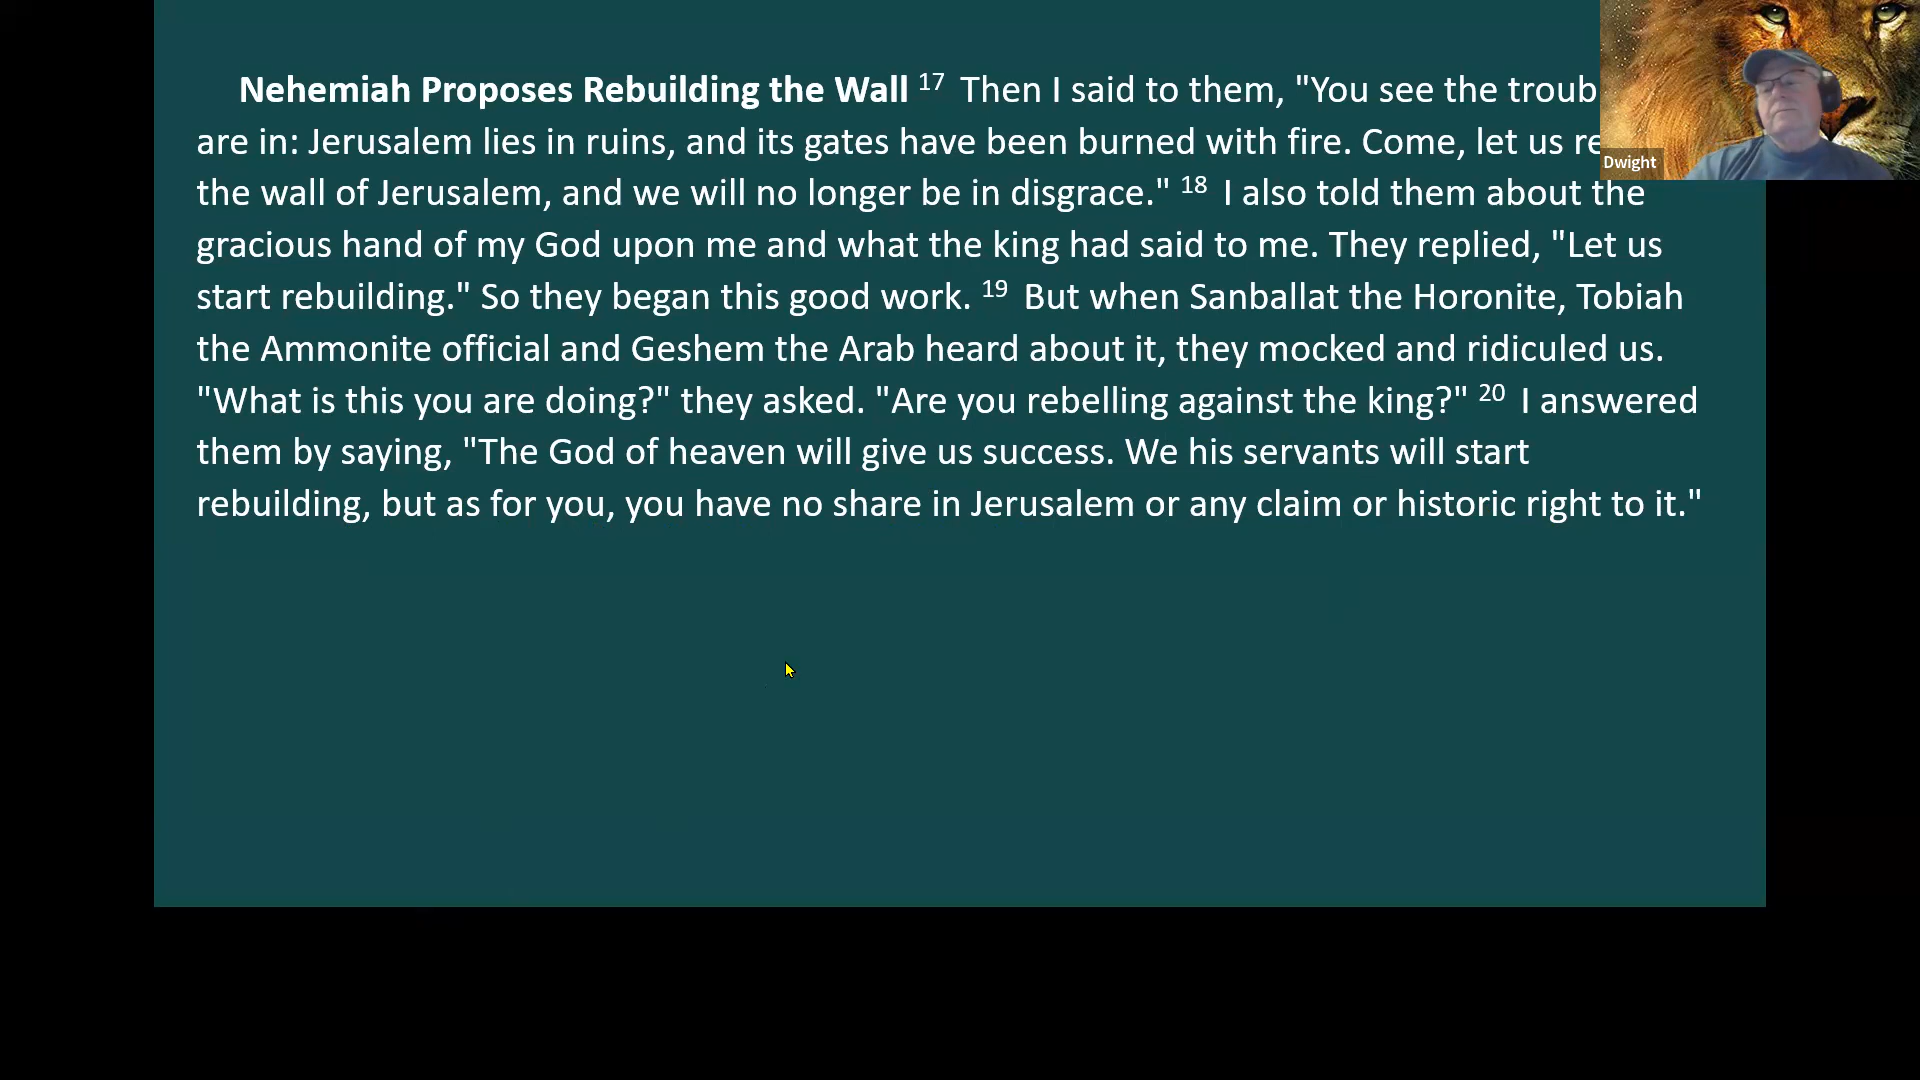 Nehemiah Proposes Rebuilding the Wall 17 Then I said to them, "You see the
are in: Jerusalem lies in ruins, and its gates have been burned with fire. Come, let us
the wall of Jerusalem, and we will no longer be in disgrace." 18 I also told them about the
gracious hand of my God upon me and what the king had said to me. They replied, "Let us
start rebuilding." So they began this good work. 19 But when Sanballat the Horonite, Tobiah
the Ammonite official and Geshem the Arab heard about it, they mocked and ridiculed us.
"What is this you are doing?" they asked. "Are you rebelling against the king?" 20 I answered
them by saying, "The God of heaven will give us success. We his servants will start
rebuilding, but as for you, you have no share in Jerusalem or any claim or historic right to it."
Dwight